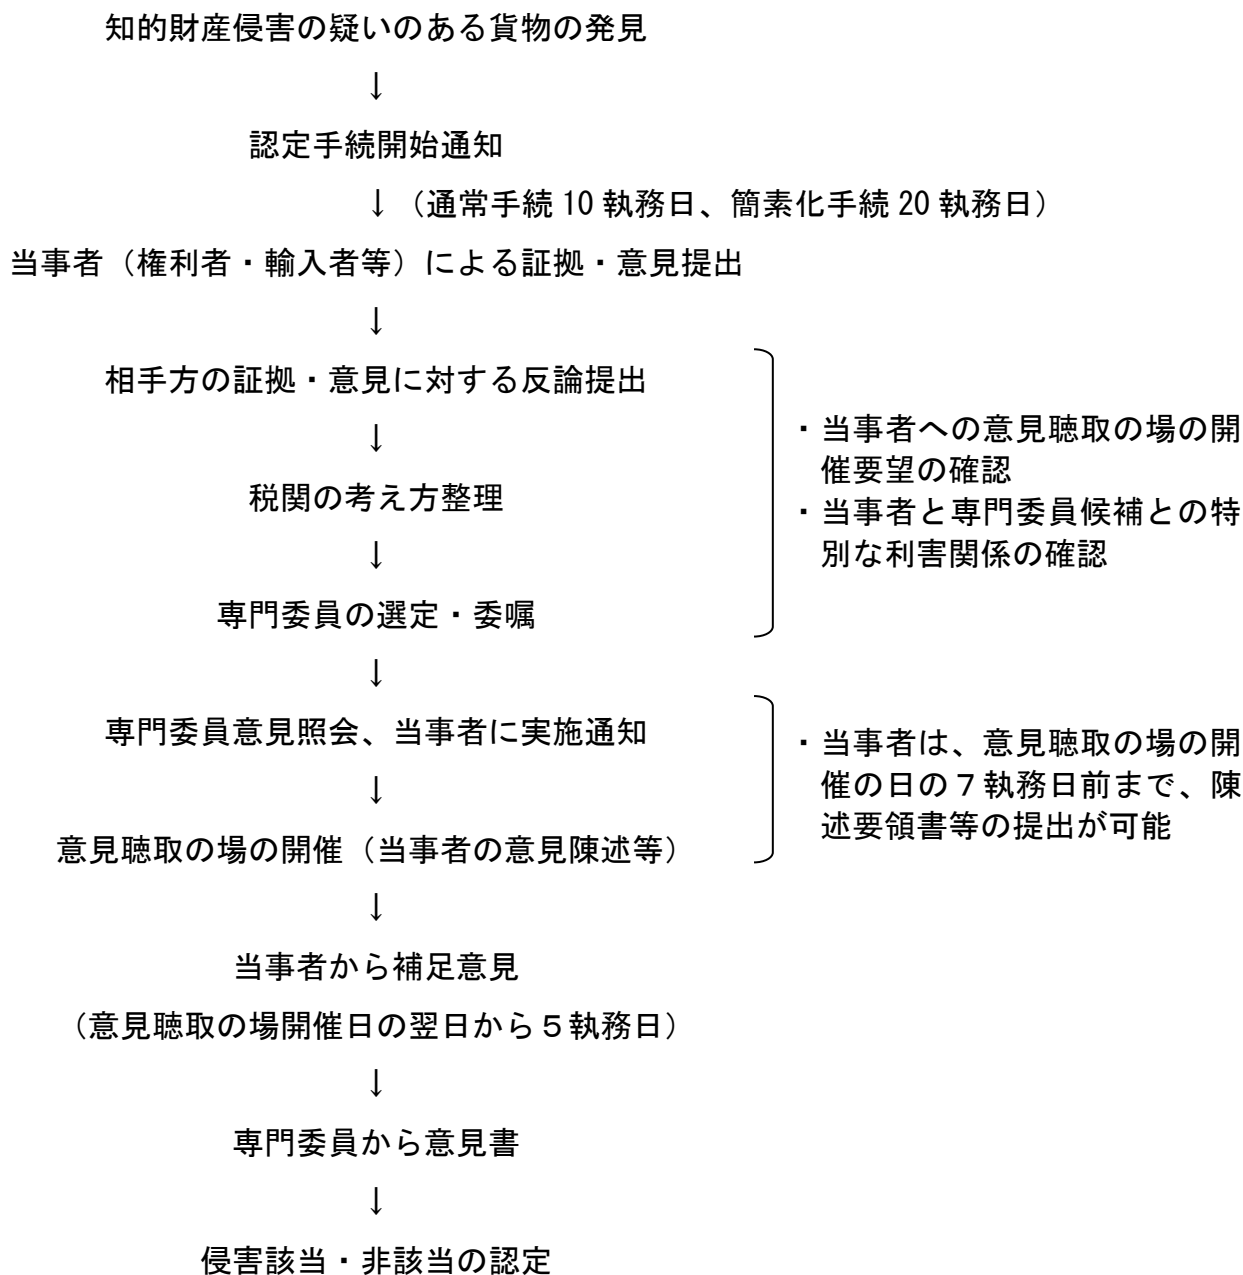 知的財産侵害の疑いのある貨物の発見
↓
認定手続開始通知
↓（通常手続 10 執務日、簡素化手続 20 執務日）
当事者（権利者・輸入者等）による証拠・意見提出
↓
相手方の証拠・意見に対する反論提出
↓
税関の考え方整理
↓
専門委員の選定・委嘱
・当事者への意見聴取の場の開
催要望の確認
・当事者と専門委員候補との特
別な利害関係の確認
↓
専門委員意見照会、当事者に実施通知
↓
意見聴取の場の開催（当事者の意見陳述等）
・当事者は、意見聴取の場の開
催の日の７執務日前まで、陳
述要領書等の提出が可能
↓
当事者から補足意見
（意見聴取の場開催日の翌日から５執務日）
↓
専門委員から意見書
↓
侵害該当・非該当の認定